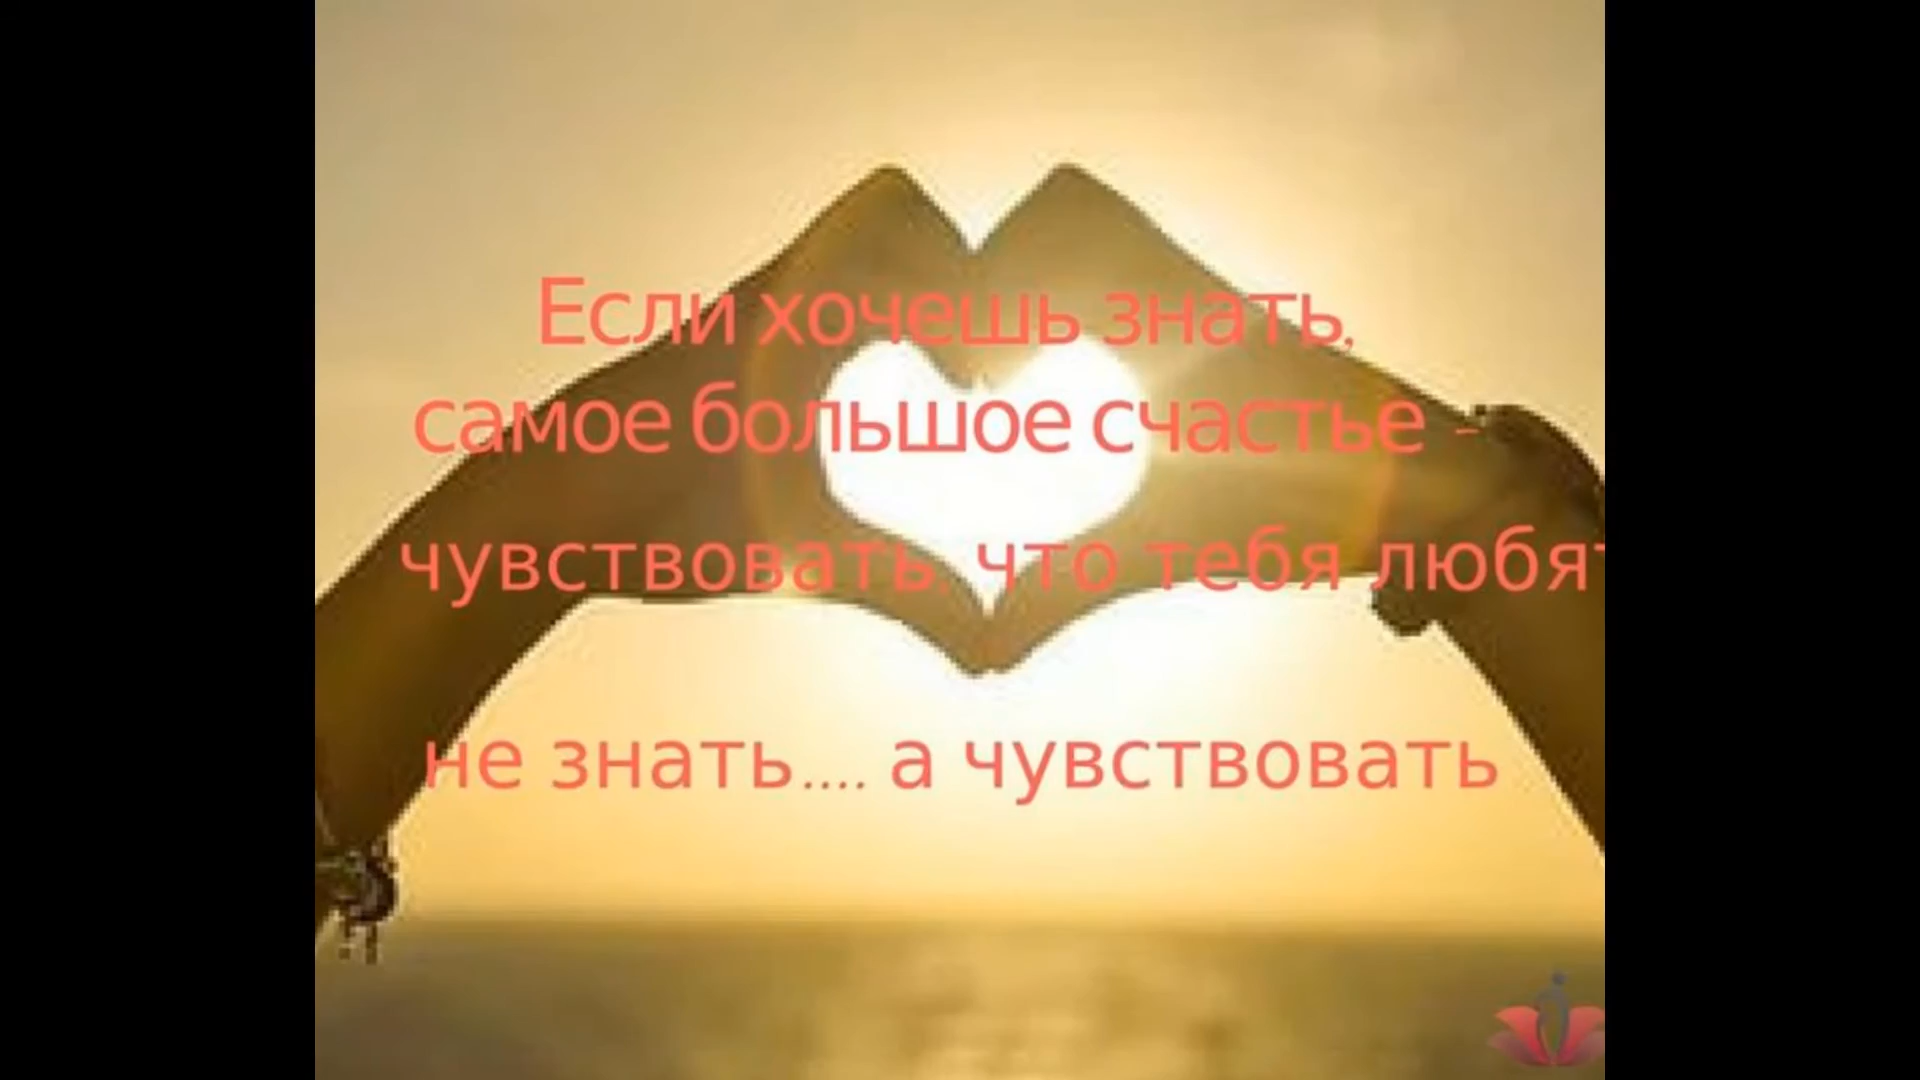 Если хочешь знать,
самое большое счастье -
чувствовать, что тебя любят
не знать.... а чувствовать